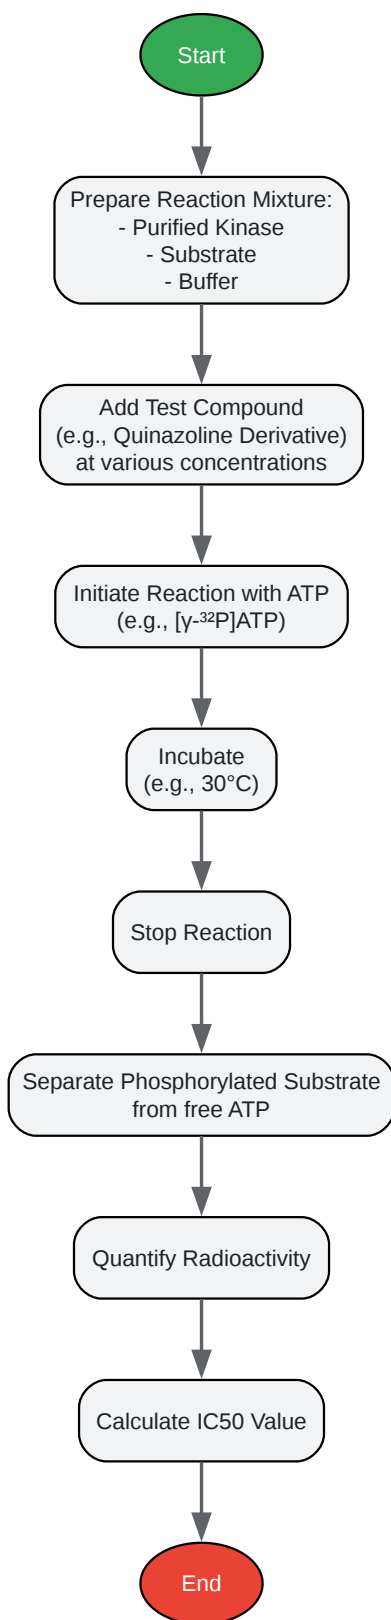 Start
Prepare Reaction Mixture:
- Purified Kinase
- Substrate
- Buffer
Add Test Compound
(e.g., Quinazoline Derivative)
at various concentrations
Initiate Reaction with ATP
(e.g., [γ-³²P]ATP)
Incubate
(e.g., 30°C)
Stop Reaction
Separate Phosphorylated Substrate
from free ATP
Quantify Radioactivity
Calculate IC50 Value
End